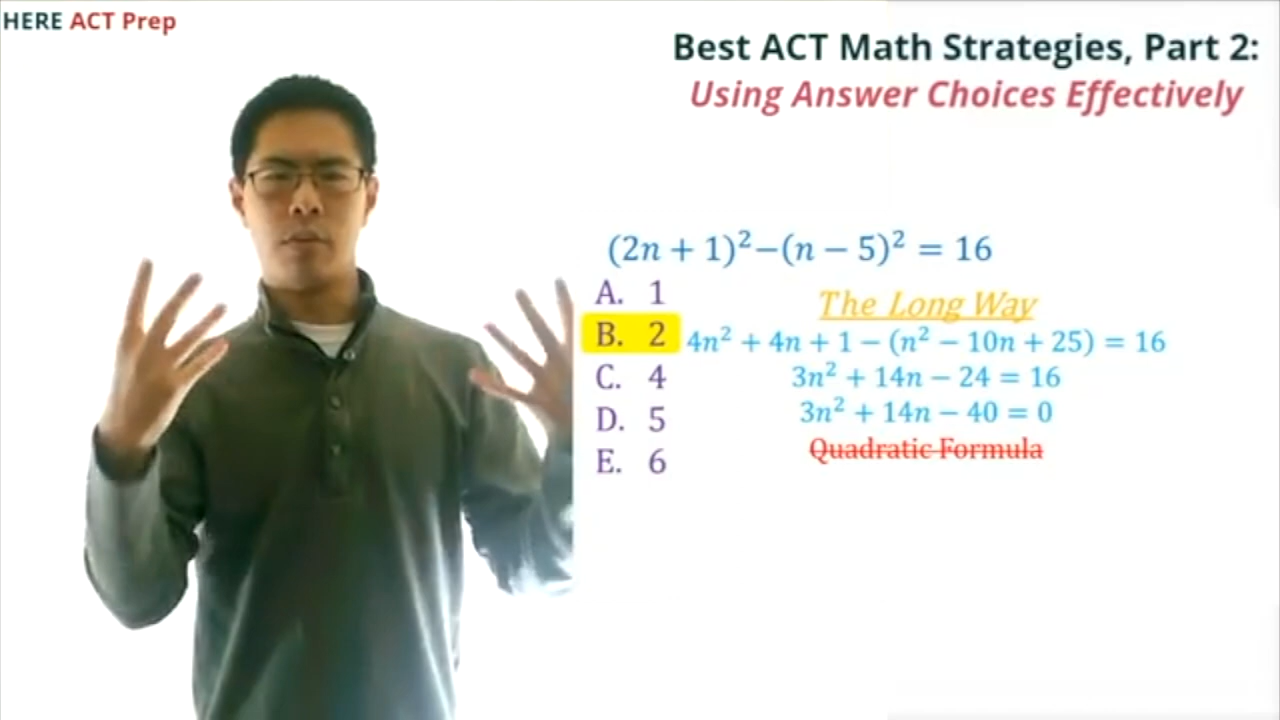 HERE ACT Prep
Best ACT Math Strategies, Part 2:
Using Answer Choices Effectively
(2n + 1)²−(n − 5)² = 16
A. 1
B. 2
C. 4
D. 5
E. 6
The Long Way
4n² + 4n + 1 − (n² − 10n + 25) = 16
3n² + 14n − 24 = 16
3n² + 14n − 40 = 0
Quadratic Formula